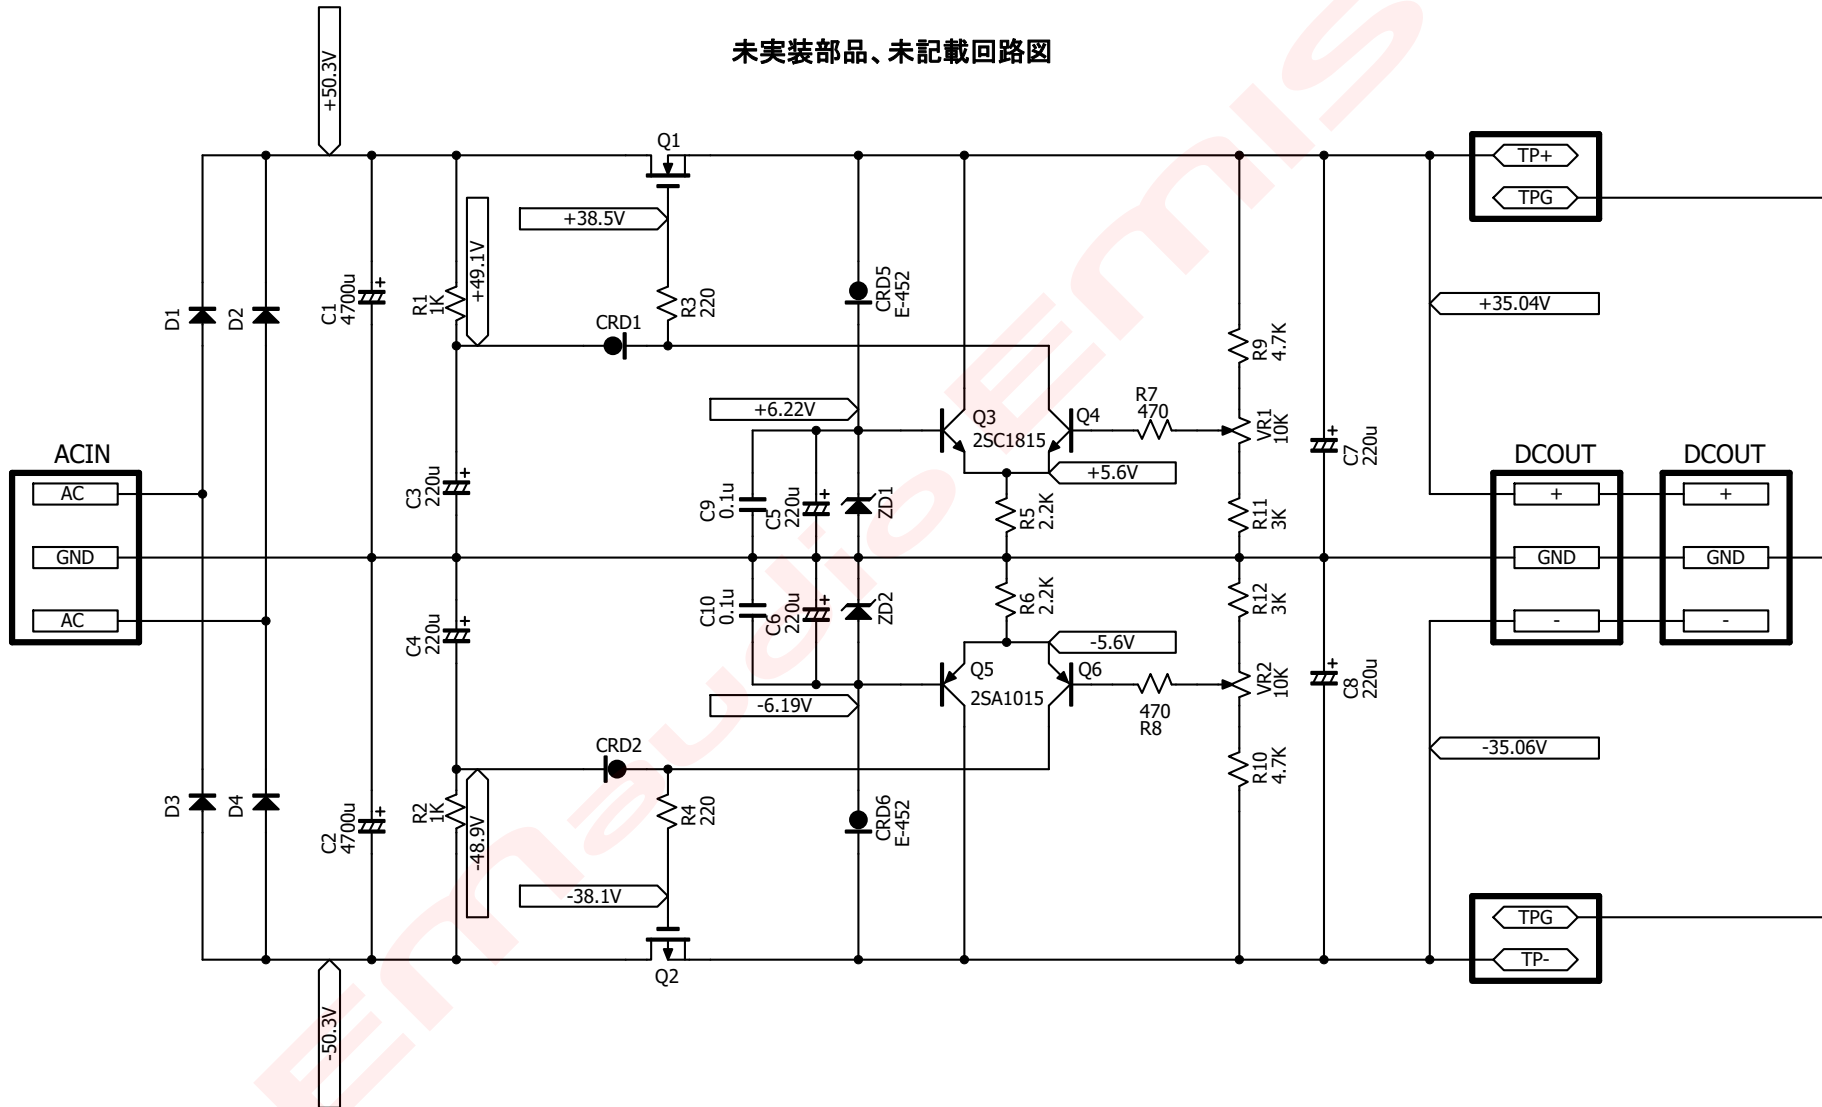 未実装部品、未記載回路図
+50.3V
Q1
TP+
TPG
+38.5V
+49.1V
D1
D2
C1
4700u
R1
1K
R3
220
CRD1
CRD5
E-452
+35.04V
R9
4.7K
+6.22V
Q3
2SC1815
Q4
R7
470
VR1
10K
+5.6V
C7
220u
ACIN
AC
GND
AC
C3
220u
C9
0.1u
C5
220u
ZD1
R5
2.2K
R11
3K
DCOUT
+
GND
-
DCOUT
+
GND
-
C4
220u
C10
0.1u
C6
220u
ZD2
R6
2.2K
R12
3K
-5.6V
Q5
2SA1015
Q6
470
R8
VR2
10K
C8
220u
-6.19V
CRD2
-35.06V
R10
4.7K
D3
D4
C2
4700u
R2
1K
-48.9V
R4
220
CRD6
E-452
-38.1V
Q2
TPG
TP-
-50.3V
Emaudio EMIS